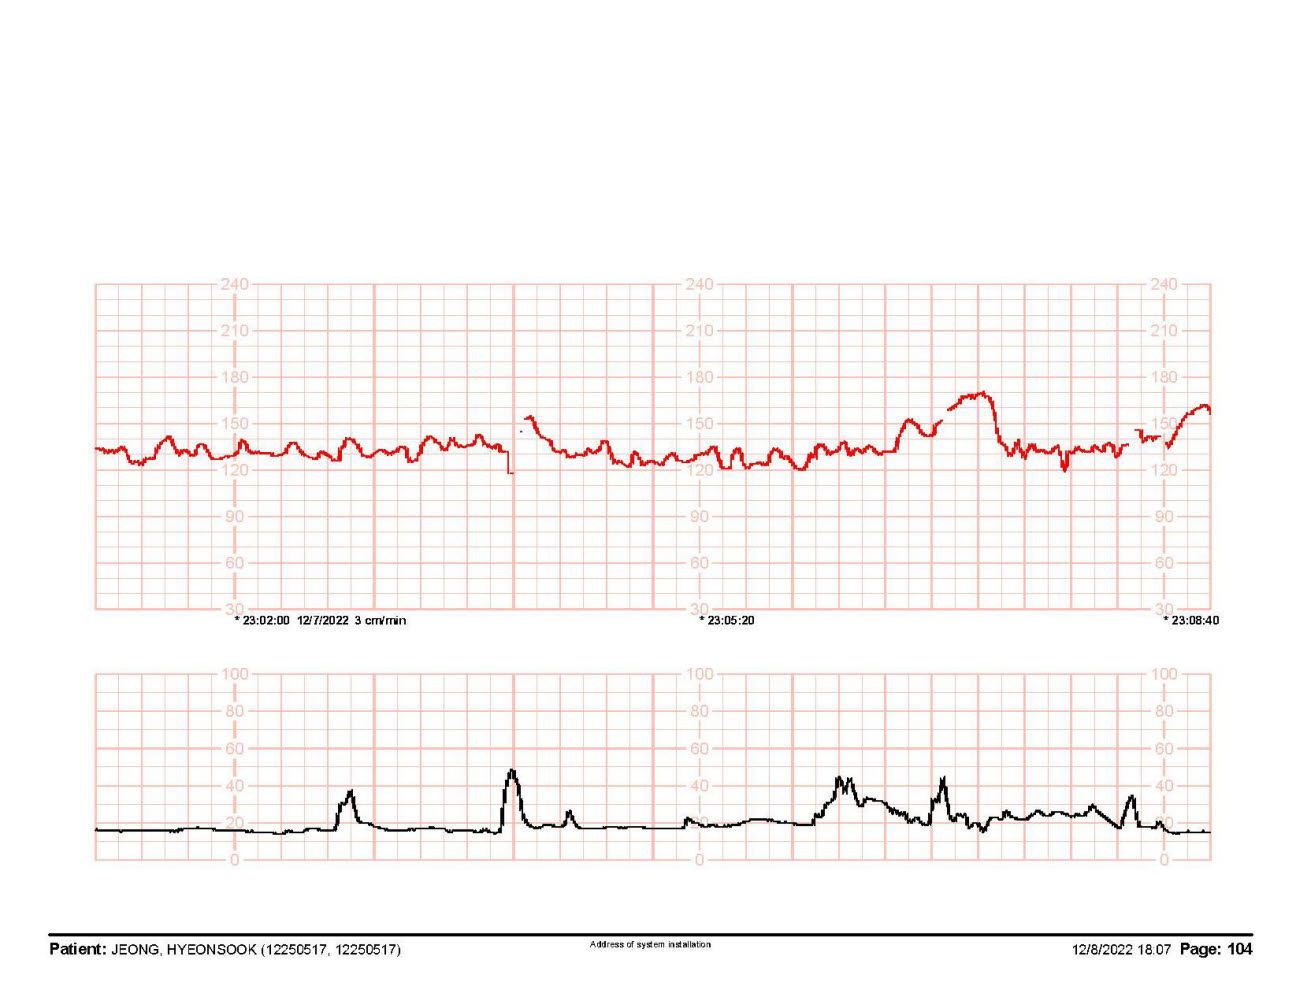 240 240 240
210 210 210
180 180 180
150 150 150
120 120 120
90 90 90
60 60 60
30 30 30
* 23:02:00 12/7/2022 3 cm/min * 23:05:20 * 23:08:40
100 100 100
80 80 80
60 60 60
40 40 40
20 20 20
0 0 0
Patient: JEONG, HYEONSOOK (12250517, 12250517) Address of system installation 12/8/2022 18:07 Page: 104